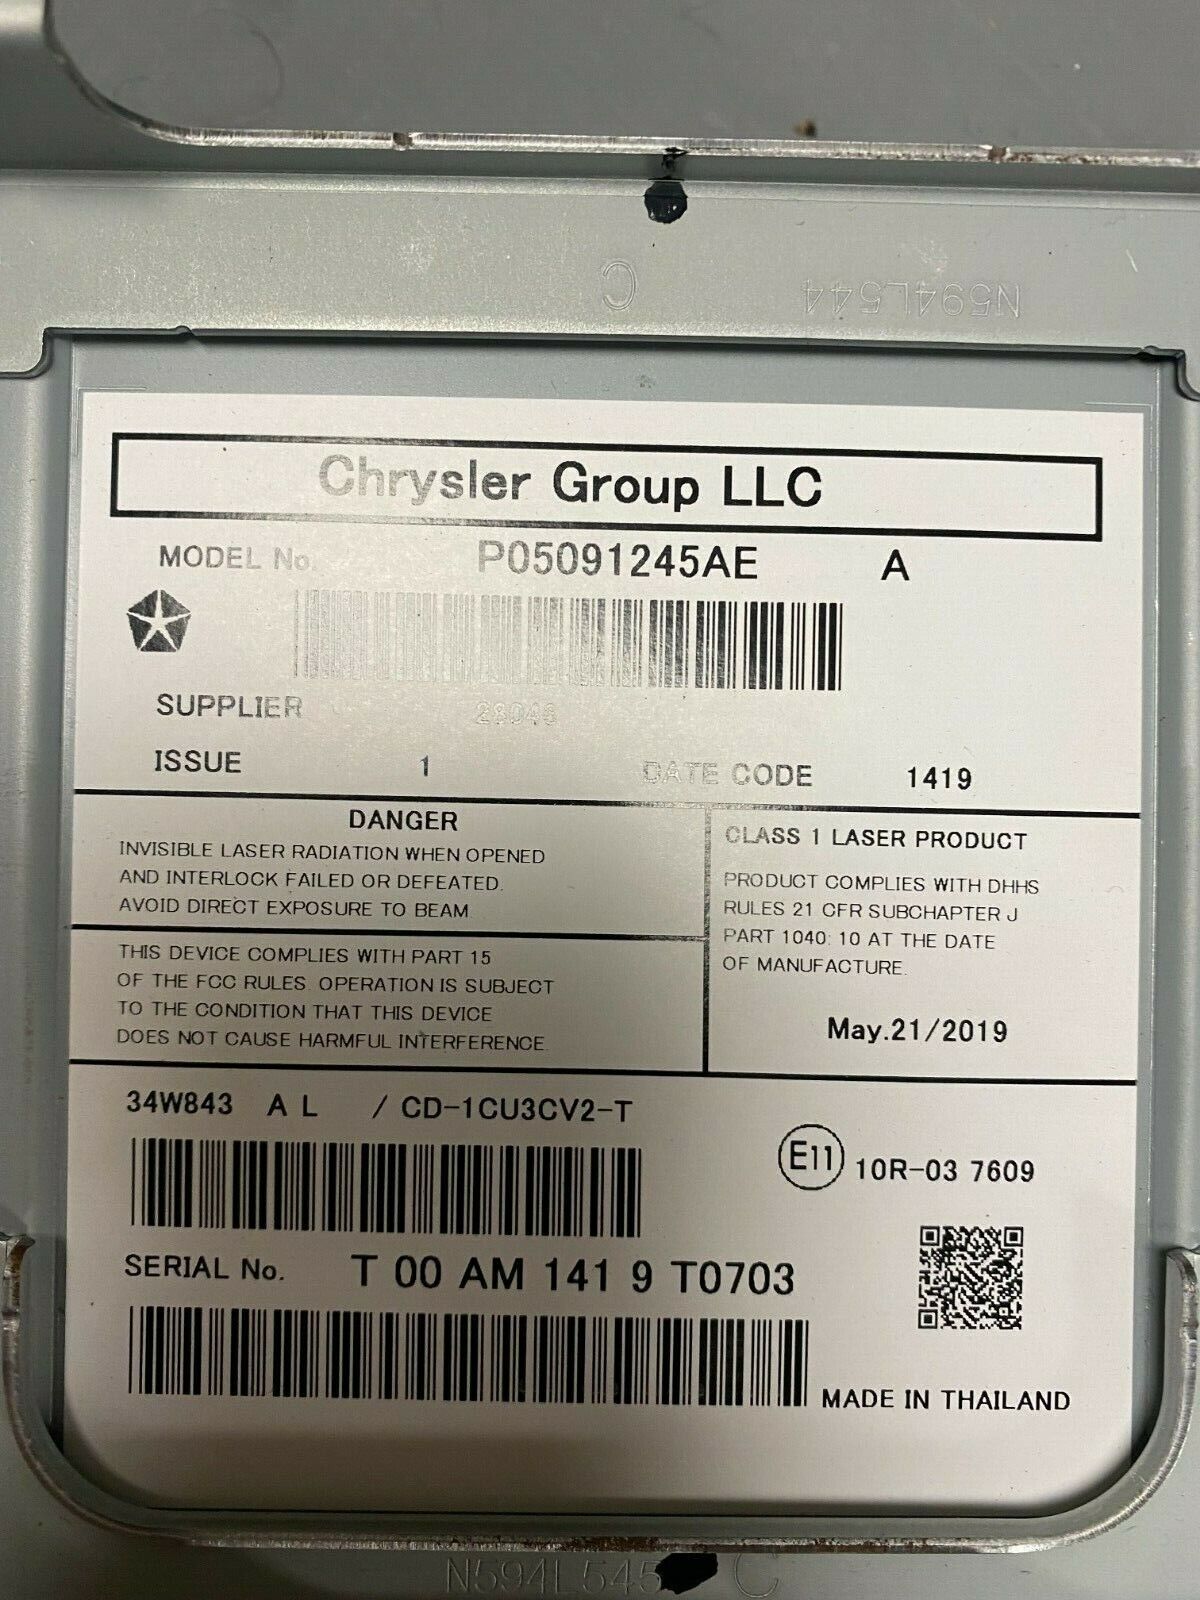 C N594L544
Chrysler Group LLC
MODEL No. P05091245AE A
SUPPLIER 28046
ISSUE 1 DATE CODE 1419
DANGER
INVISIBLE LASER RADIATION WHEN OPENED
AND INTERLOCK FAILED OR DEFEATED.
AVOID DIRECT EXPOSURE TO BEAM
THIS DEVICE COMPLIES WITH PART 15
OF THE FCC RULES. OPERATION IS SUBJECT
TO THE CONDITION THAT THIS DEVICE
DOES NOT CAUSE HARMFUL INTERFERENCE.
CLASS 1 LASER PRODUCT
PRODUCT COMPLIES WITH DHHS
RULES 21 CFR SUBCHAPTER J
PART 1040: 10 AT THE DATE
OF MANUFACTURE.
May.21/2019
34W843 A L / CD-1CU3CV2-T
E11 10R-03 7609
SERIAL No. T 00 AM 141 9 T0703
MADE IN THAILAND
N594L545 C